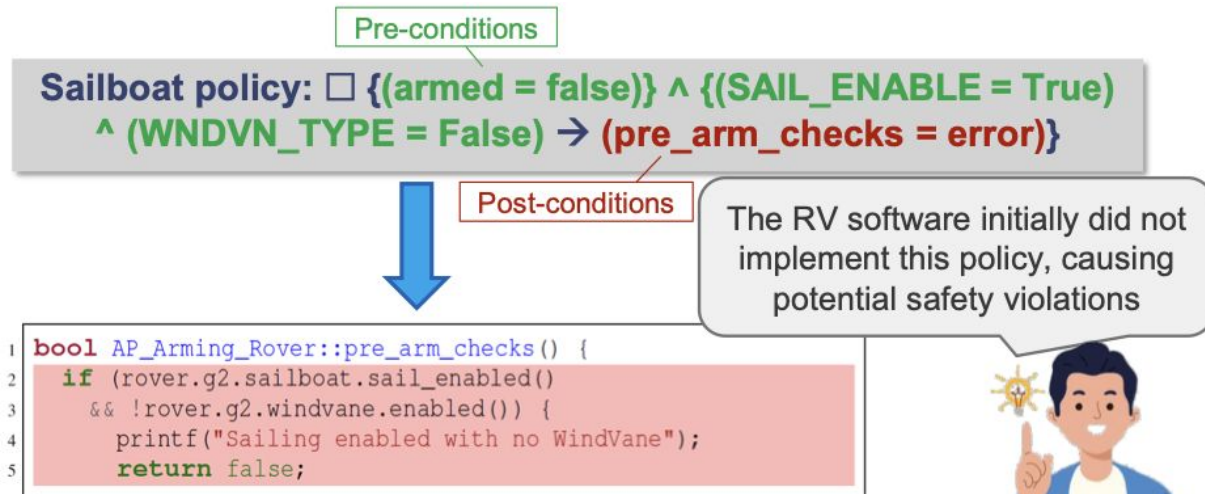 Pre-conditions
Sailboat policy: □ {(armed = false)} ∧ {(SAIL_ENABLE = True)
∧ (WNDVN_TYPE = False) → (pre_arm_checks = error)}
Post-conditions
The RV software initially did not
implement this policy, causing
potential safety violations
1 bool AP_Arming_Rover::pre_arm_checks() {
2 if (rover.g2.sailboat.sail_enabled()
3 && !rover.g2.windvane.enabled()) {
4 printf("Sailing enabled with no WindVane");
5 return false;